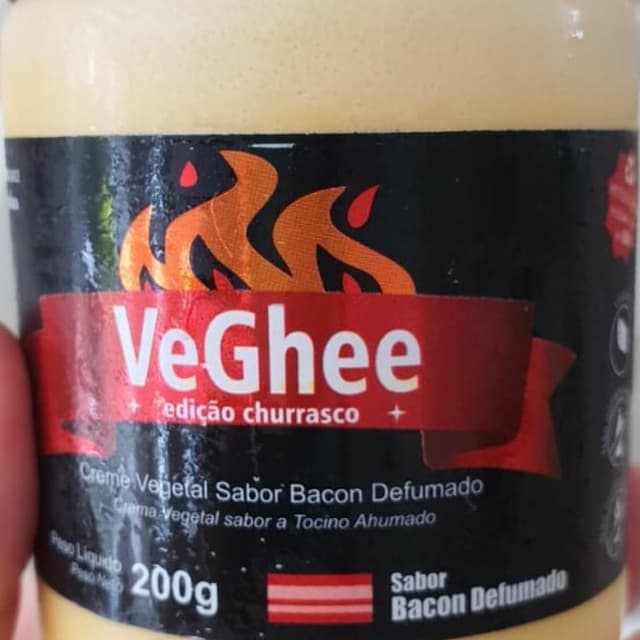 VeGhee
edição churrasco
Creme Vegetal Sabor Bacon Defumado
Crema Vegetal sabor a Tocino Ahumado
Peso Líquido
Peso Neto
200g
Sabor
Bacon Defumado